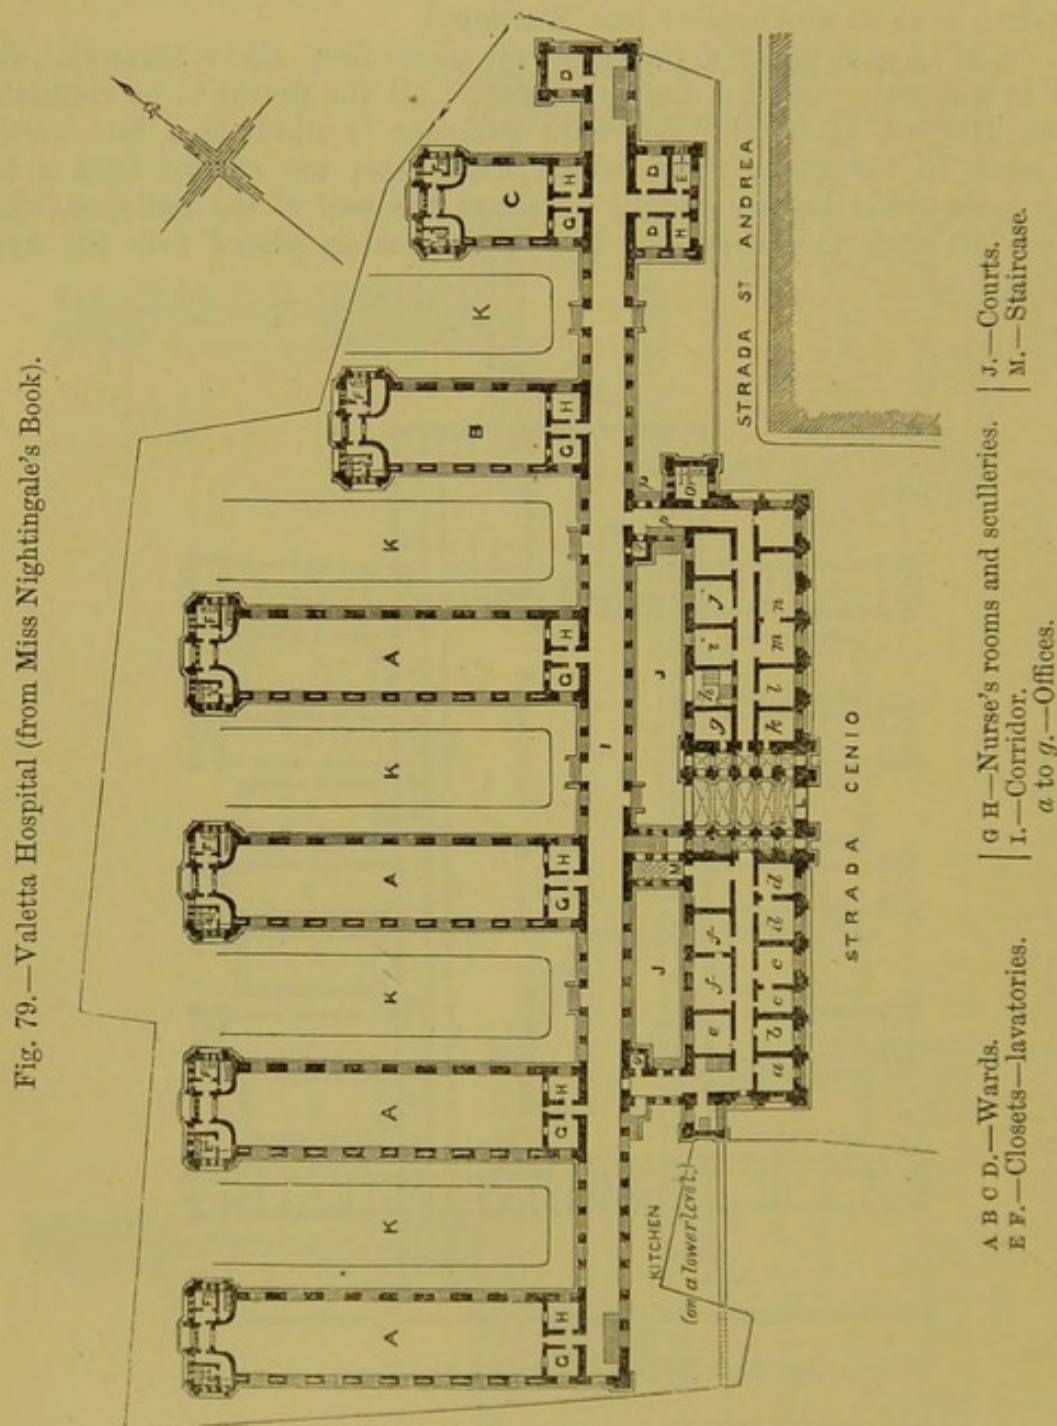 Fig. 79.—Valetta Hospital (from Miss Nightingale's Book).
D
C
H
G
D
E
D
H
K
B
H
G
K
A
H
G
K
A
H
G
K
A
H
G
K
A
H
G
I
J
J
M
L
a
b
c
c
d
d
e
f
f
g
h
i
j
k
l
m
n
o
p
STRADA ST ANDREA
STRADA CENIO
KITCHEN
(on a lower level.)
A B C D.—Wards.
E F.—Closets—lavatories.
G H—Nurse's rooms and sculleries.
I.—Corridor.
a to g.—Offices.
J.—Courts.
M.—Staircase.